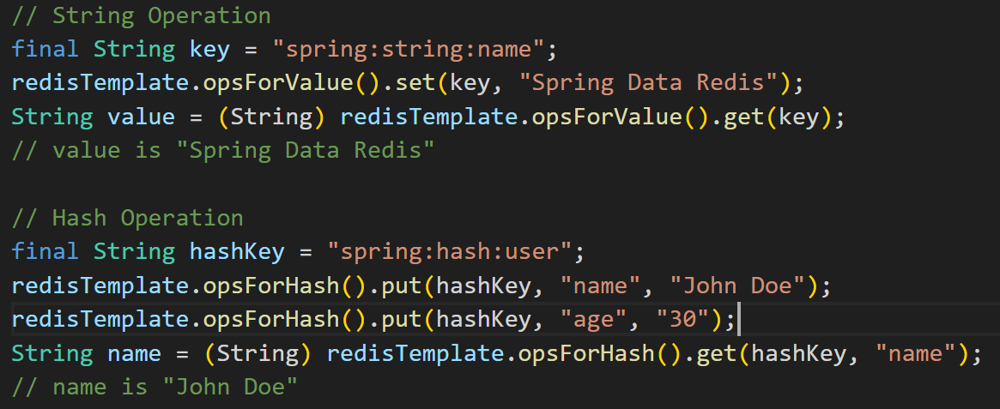 // String Operation
final String key = "spring:string:name";
redisTemplate.opsForValue().set(key, "Spring Data Redis");
String value = (String) redisTemplate.opsForValue().get(key);
// value is "Spring Data Redis"

// Hash Operation
final String hashKey = "spring:hash:user";
redisTemplate.opsForHash().put(hashKey, "name", "John Doe");
redisTemplate.opsForHash().put(hashKey, "age", "30");
String name = (String) redisTemplate.opsForHash().get(hashKey, "name");
// name is "John Doe"